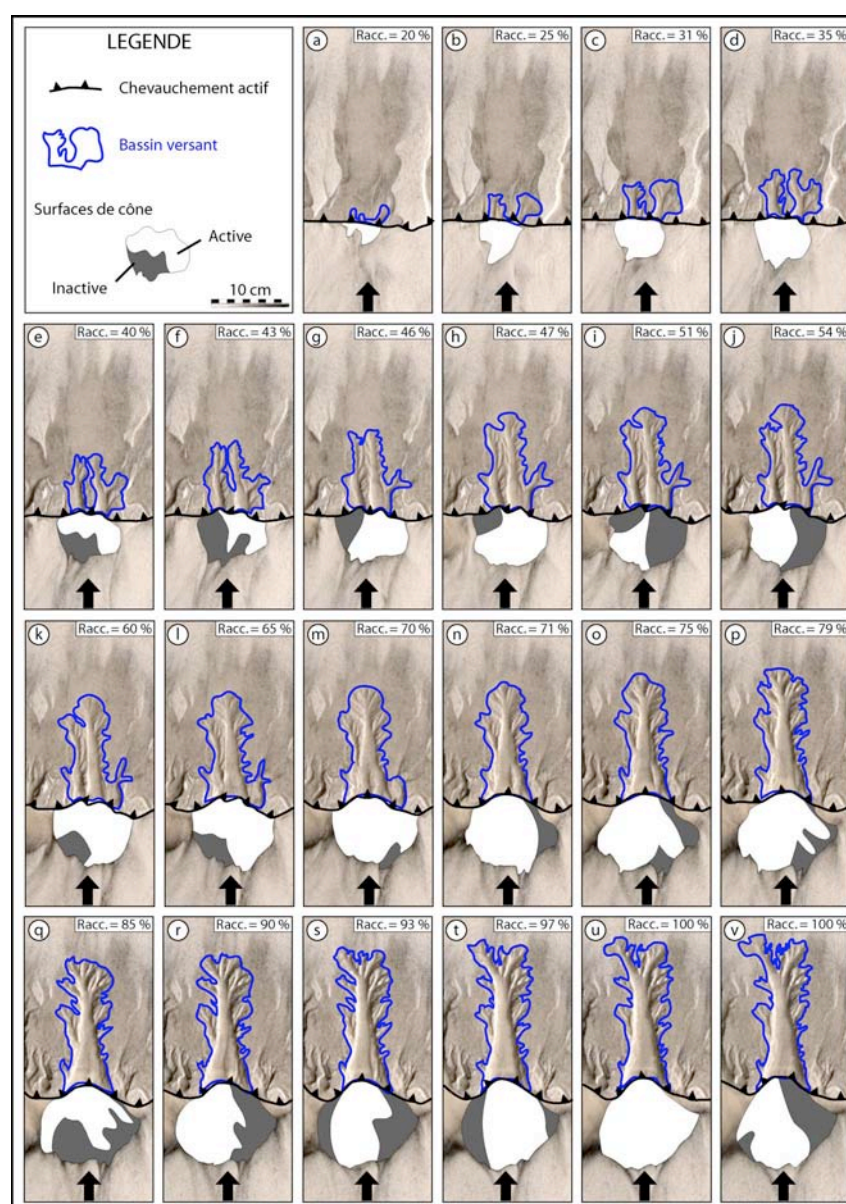 LEGENDE
Chevauchement actif
Bassin versant
Surfaces de cône
Active
Inactive
10 cm
a Racc. = 20 %
b Racc. = 25 %
c Racc. = 31 %
d Racc. = 35 %
e Racc. = 40 %
f Racc. = 43 %
g Racc. = 46 %
h Racc. = 47 %
i Racc. = 51 %
j Racc. = 54 %
k Racc. = 60 %
l Racc. = 65 %
m Racc. = 70 %
n Racc. = 71 %
o Racc. = 75 %
p Racc. = 79 %
q Racc. = 85 %
r Racc. = 90 %
s Racc. = 93 %
t Racc. = 97 %
u Racc. = 100 %
v Racc. = 100 %